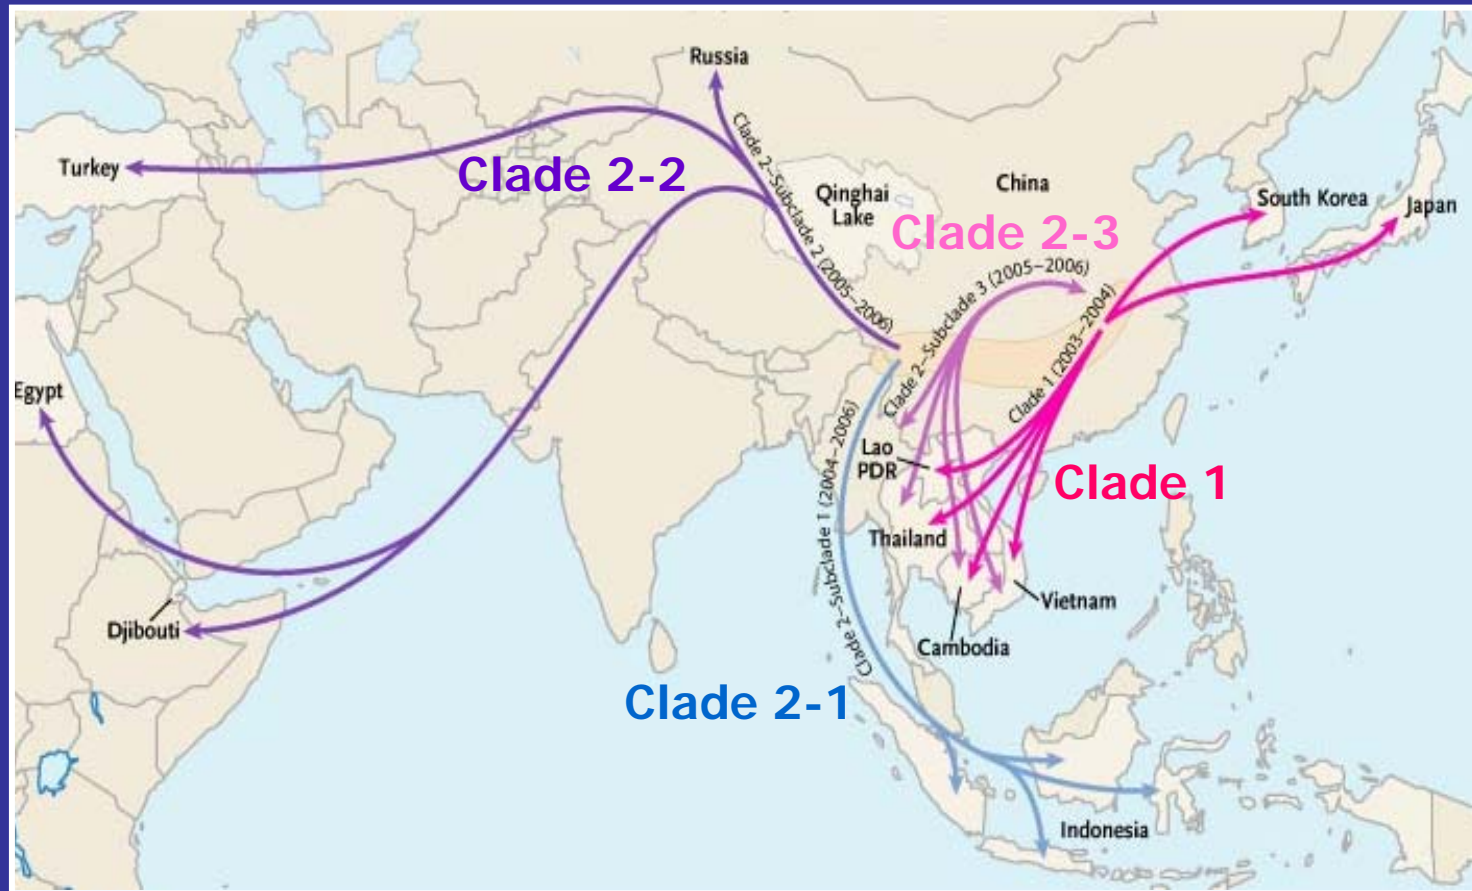 Russia
Turkey
Clade 2-2
Clade 2–Subclade 2 (2005–2006)
Qinghai
Lake
China
South Korea
Japan
Clade 2-3
Clade 2–Subclade 3 (2005–2006)
Clade 1 (2003–2004)
Egypt
Clade 2–Subclade 1 (2004–2006)
Lao
PDR
Clade 1
Thailand
Vietnam
Djibouti
Cambodia
Clade 2-1
Indonesia